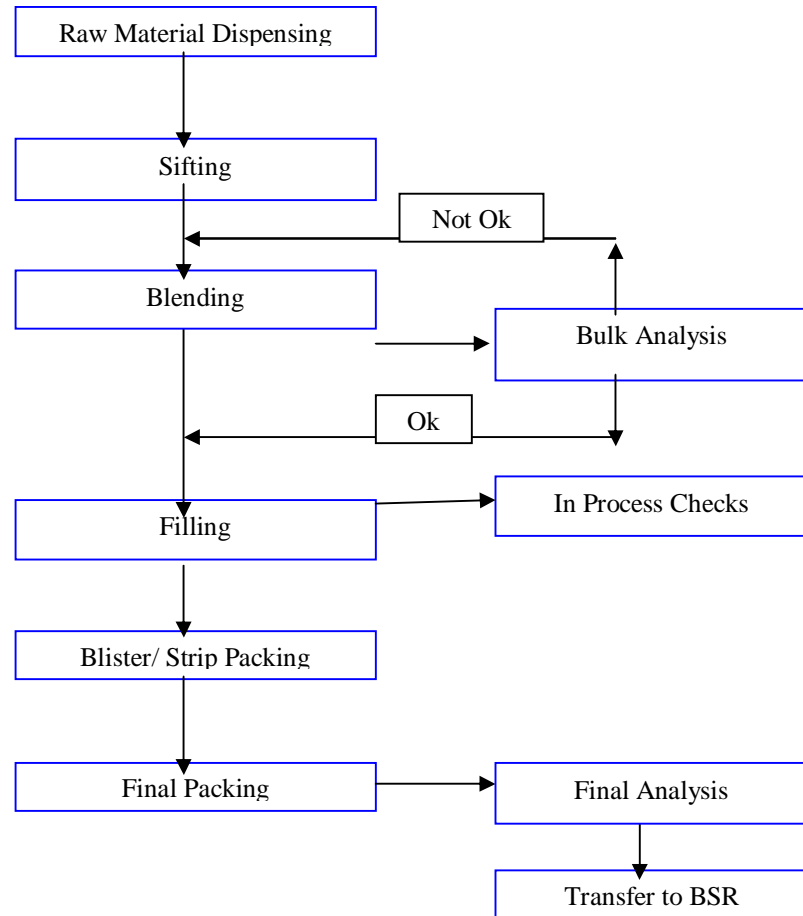 Raw Material Dispensing
Sifting
Not Ok
Blending
Bulk Analysis
Ok
In Process Checks
Filling
Blister/ Strip Packing
Final Packing
Final Analysis
Transfer to BSR